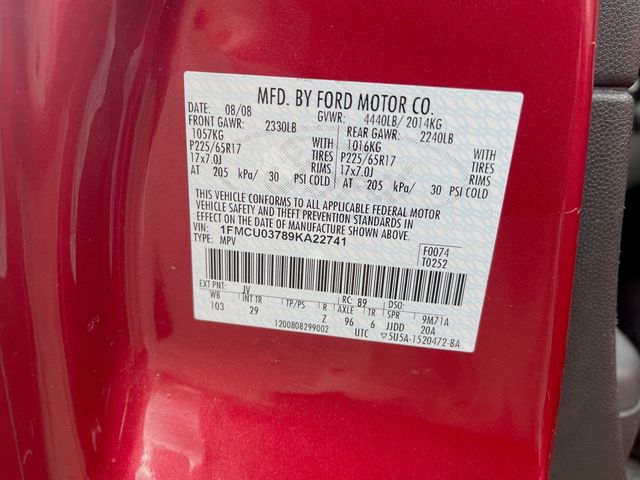 MFD. BY FORD MOTOR CO.
DATE: 08/08 GVWR: 4440LB/ 2014KG
FRONT GAWR: 2330LB REAR GAWR: 2240LB
1057KG WITH 1016KG WITH
P225/65R17 TIRES P225/65R17 TIRES
17x7.0J RIMS 17x7.0J RIMS
AT 205 kPa/ 30 PSI COLD AT 205 kPa/ 30 PSI COLD
THIS VEHICLE CONFORMS TO ALL APPLICABLE FEDERAL MOTOR
VEHICLE SAFETY AND THEFT PREVENTION STANDARDS IN
EFFECT ON THE DATE OF MANUFACTURE SHOWN ABOVE.
VIN: 1FMCU03789KA22741
TYPE: MPV
F0074
T0252
EXT PNT: JV RC: 89 DSO:
WB INT TR TP/PS R AXLE TR SPR 9M71A
103 29 Z 96 6 JJDD 20A
1200808299002 UTC ▽5U5A-1520472-BA